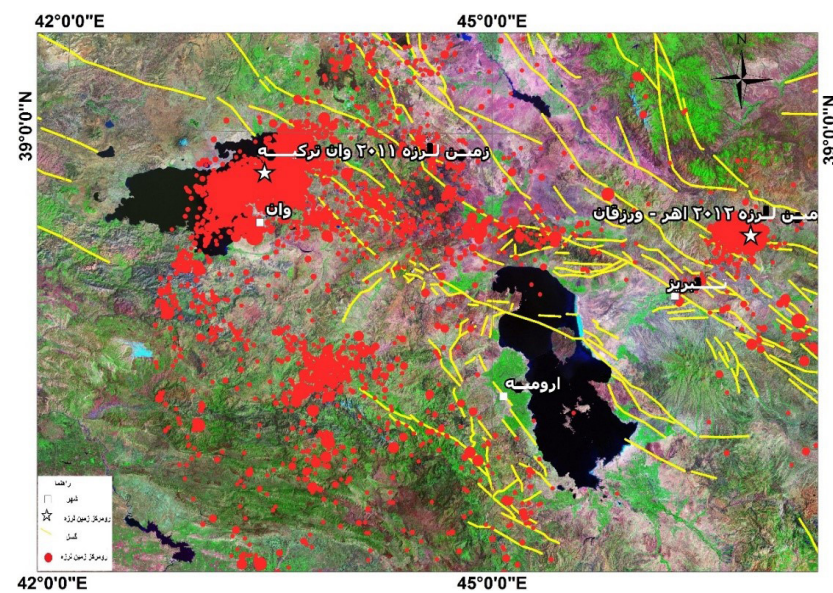 42°0'0"E
45°0'0"E
N
39°0'0"N
39°0'0"N
زمین لرزه ۲۰۱۱ وان ترکیه
وان
مین لرزه ۲۰۱۲ اهر - ورزقان
بریز
ارومیه
راهنما
شهر
رومرکز زمین لرزه
گسل
رومرکز زمین لرزه
42°0'0"E
45°0'0"E